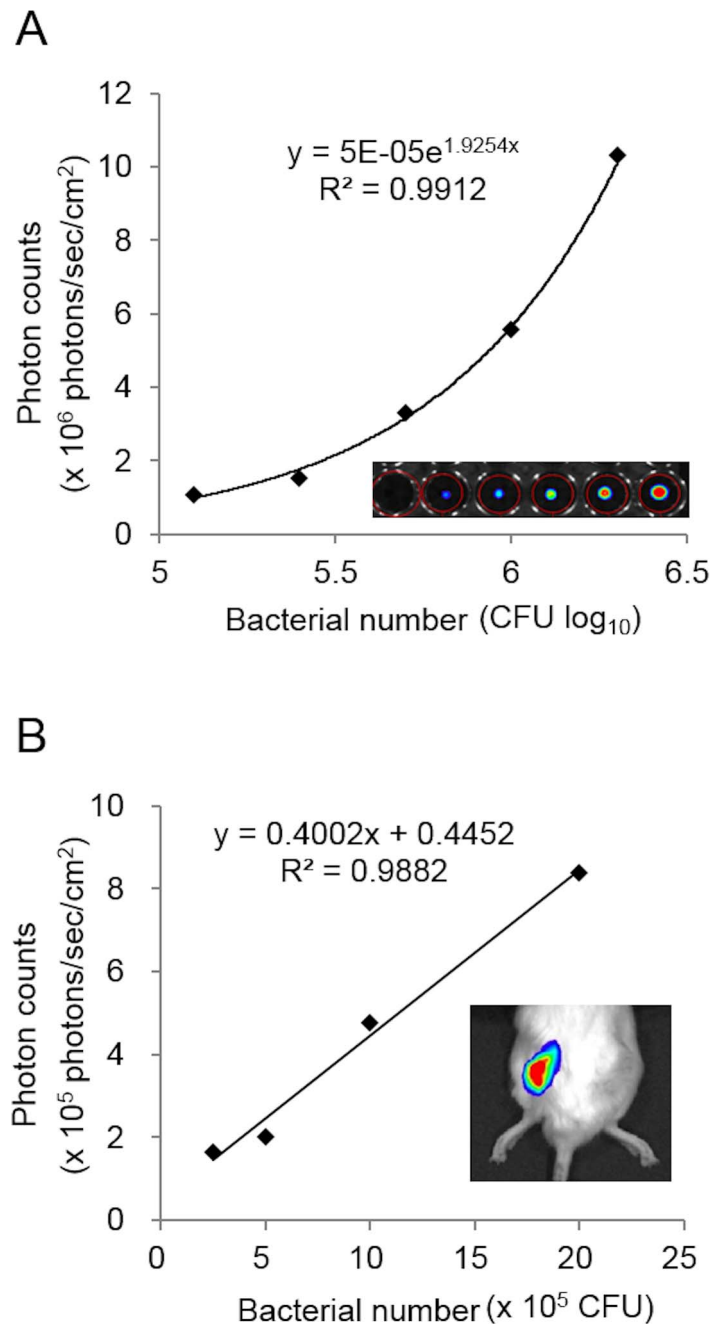 A
12
10
8
6
4
2
0
Photon counts
(x 10⁶ photons/sec/cm²)
y = 5E-05e¹·⁹²⁵⁴ˣ
R² = 0.9912
5
5.5
6
6.5
Bacterial number (CFU log₁₀)
B
10
8
6
4
2
0
Photon counts
(x 10⁵ photons/sec/cm²)
y = 0.4002x + 0.4452
R² = 0.9882
0
5
10
15
20
25
Bacterial number (x 10⁵ CFU)